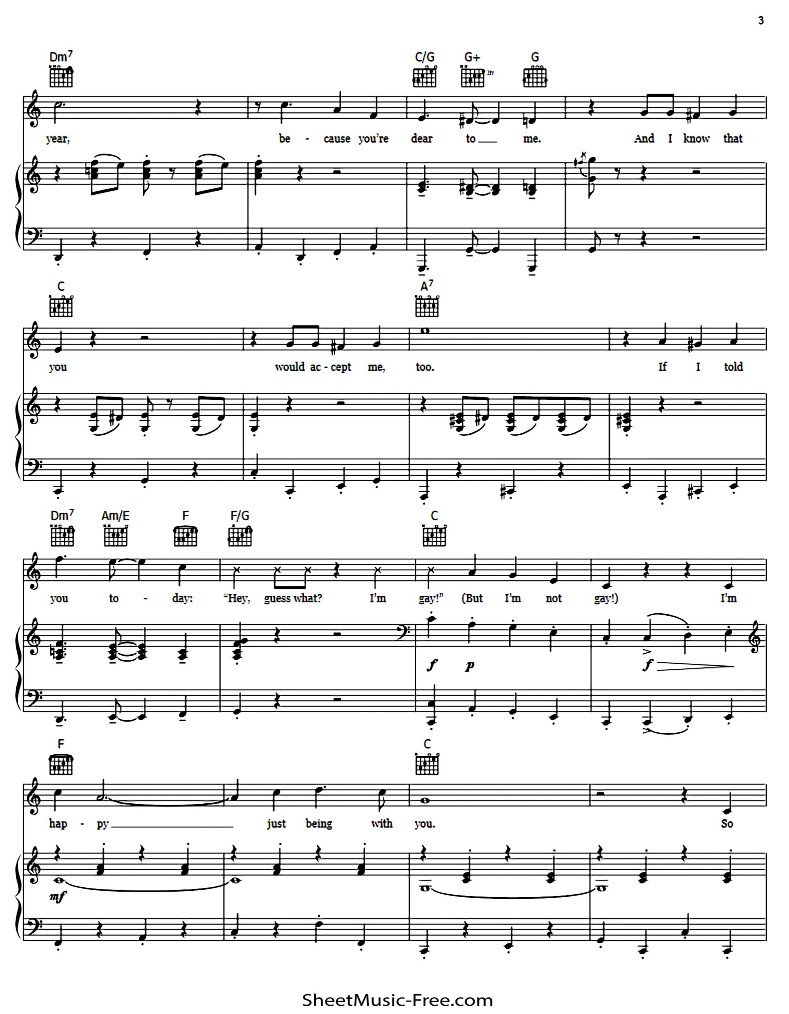 3
Dm7 C/G G+ G
year, be - cause you're dear to me. And I know that
C A7
you would ac - cept me, too. If I told
Dm7 Am/E F F/G C
you to - day: "Hey, guess what? I'm gay!" (But I'm not gay!) I'm
f p f
F C
hap - py just being with you. So
mf
SheetMusic-Free.com